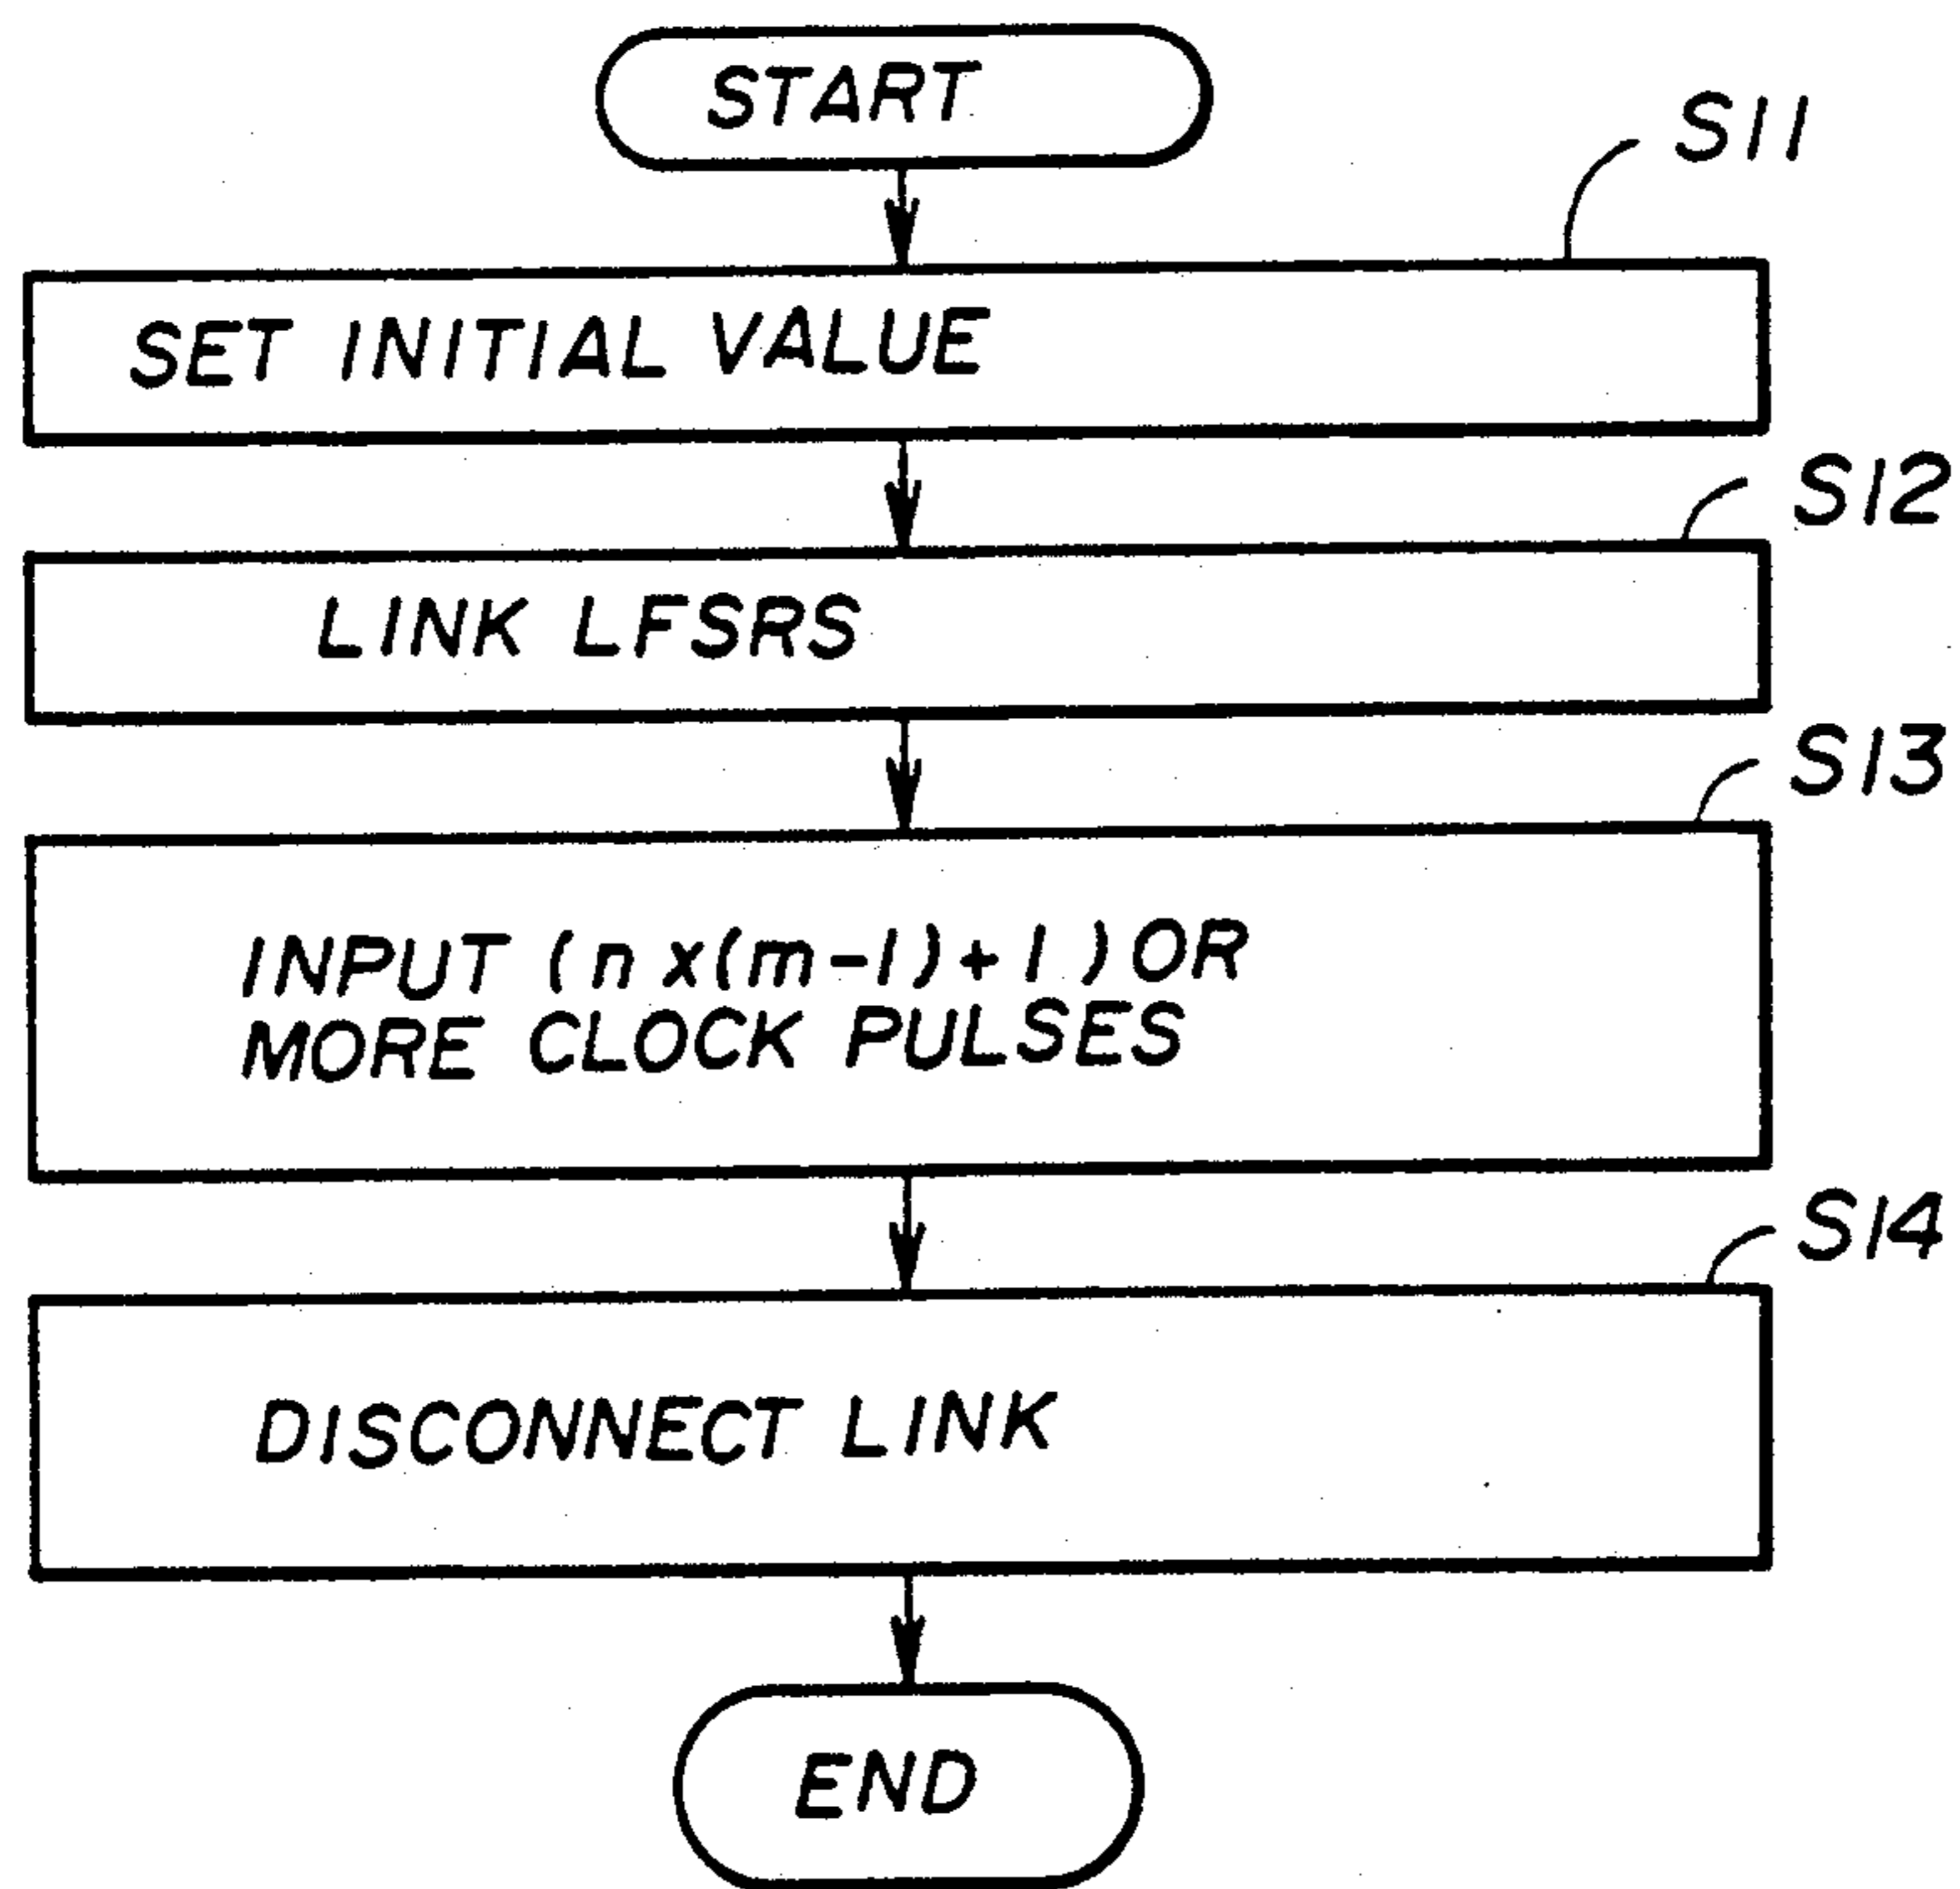 START
S11
SET INITIAL VALUE
S12
LINK LFSRS
S13
INPUT (n x(m-1)+1) OR
MORE CLOCK PULSES
S14
DISCONNECT LINK
END